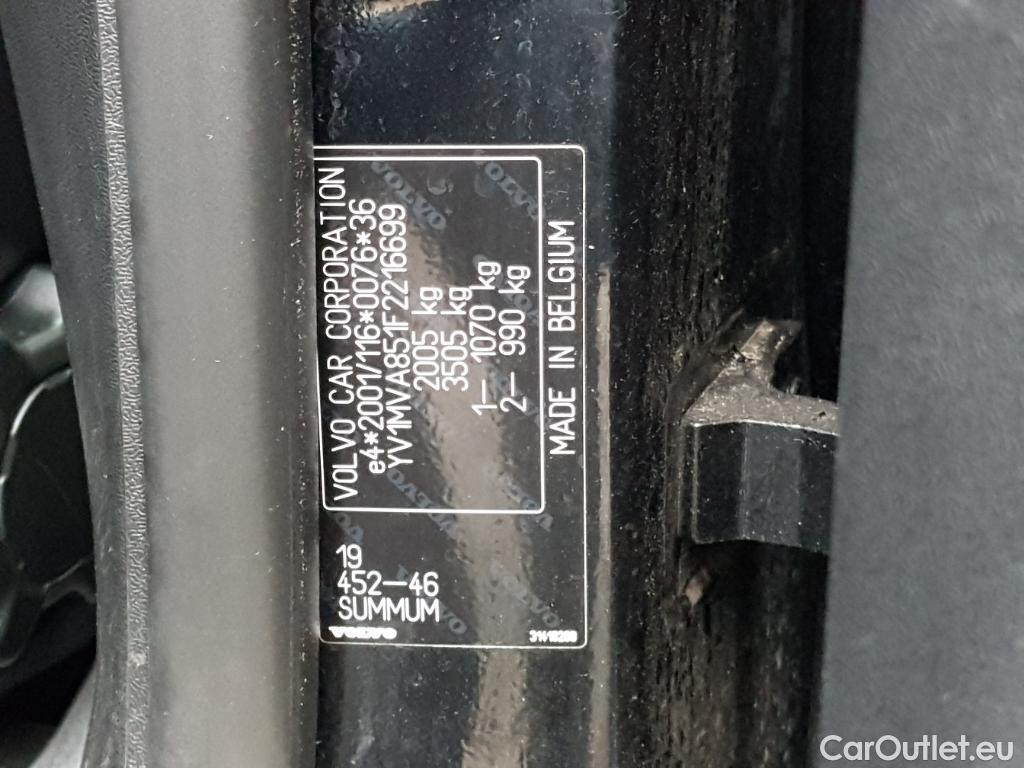 VOLVO CAR CORPORATION
e4*2001/116*0076*36
YV1MVA851F2216699
2005 kg
3505 kg
1— 1070 kg
2— 990 kg
MADE IN BELGIUM
19
452—46
SUMMUM
VOLVO
CarOutlet.eu